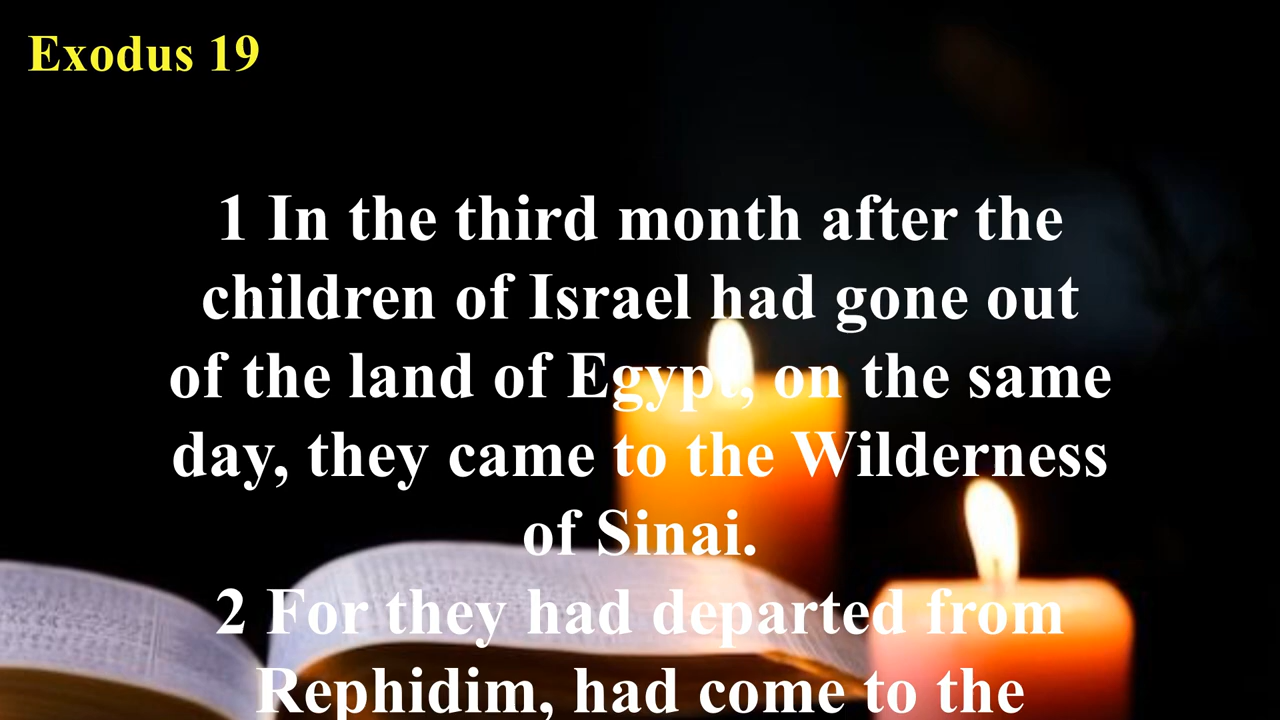 Exodus 19
1 In the third month after the
children of Israel had gone out
of the land of Egypt, on the same
day, they came to the Wilderness
of Sinai.
2 For they had departed from
Rephidim, had come to the